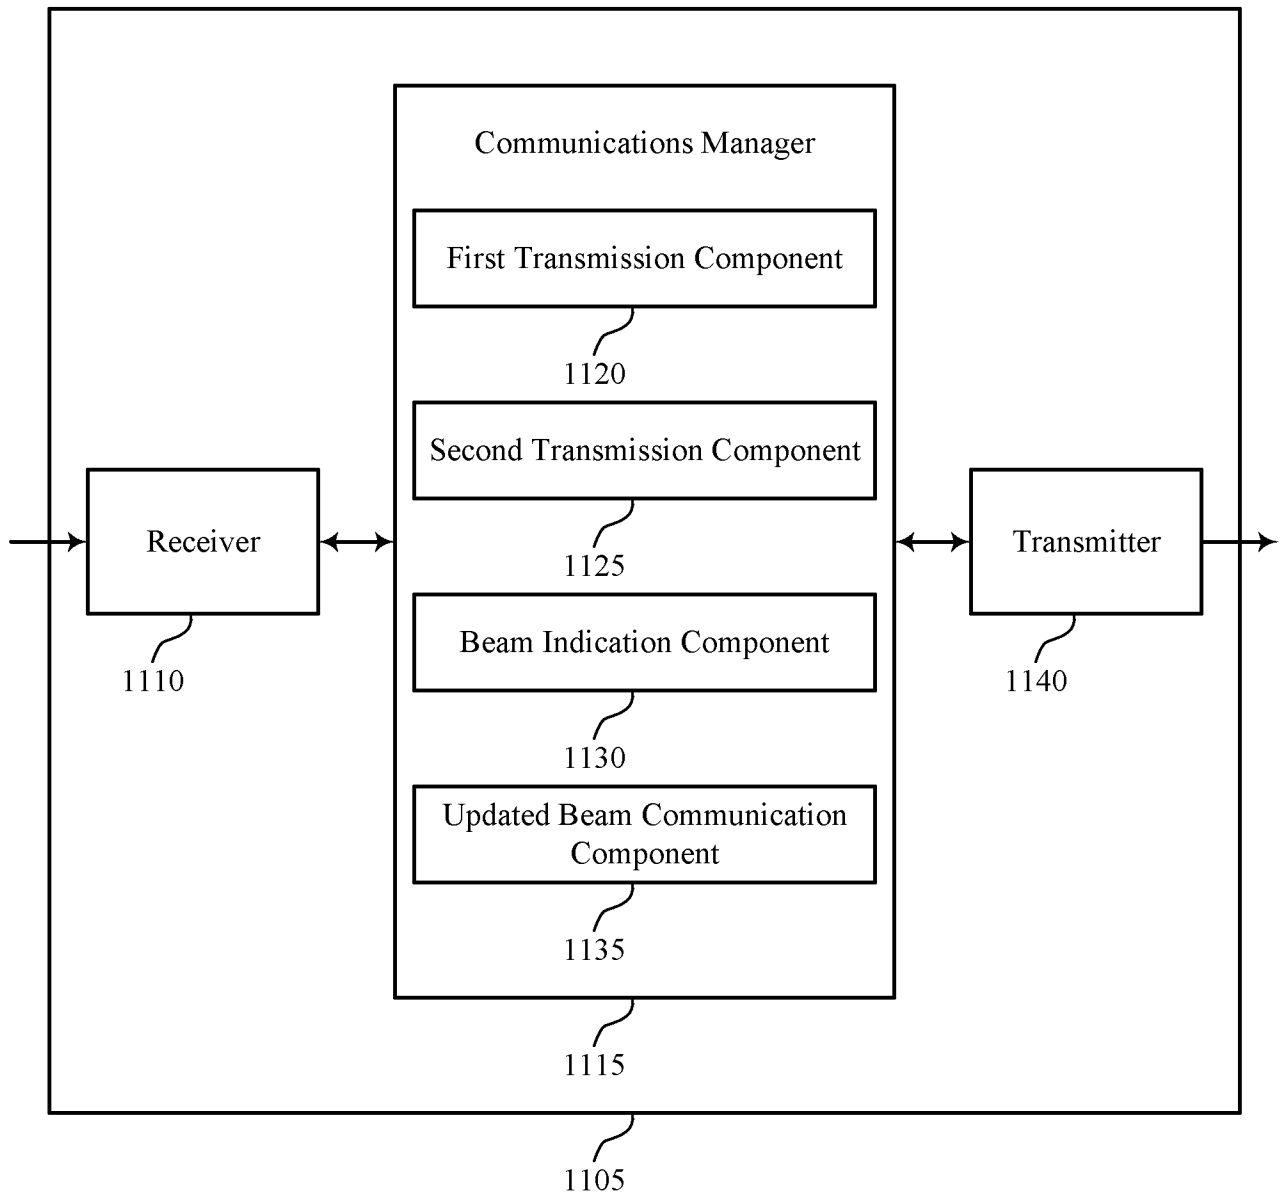 Communications Manager
First Transmission Component
1120
Second Transmission Component
1125
Receiver
1110
Transmitter
1140
Beam Indication Component
1130
Updated Beam Communication
Component
1135
1115
1105